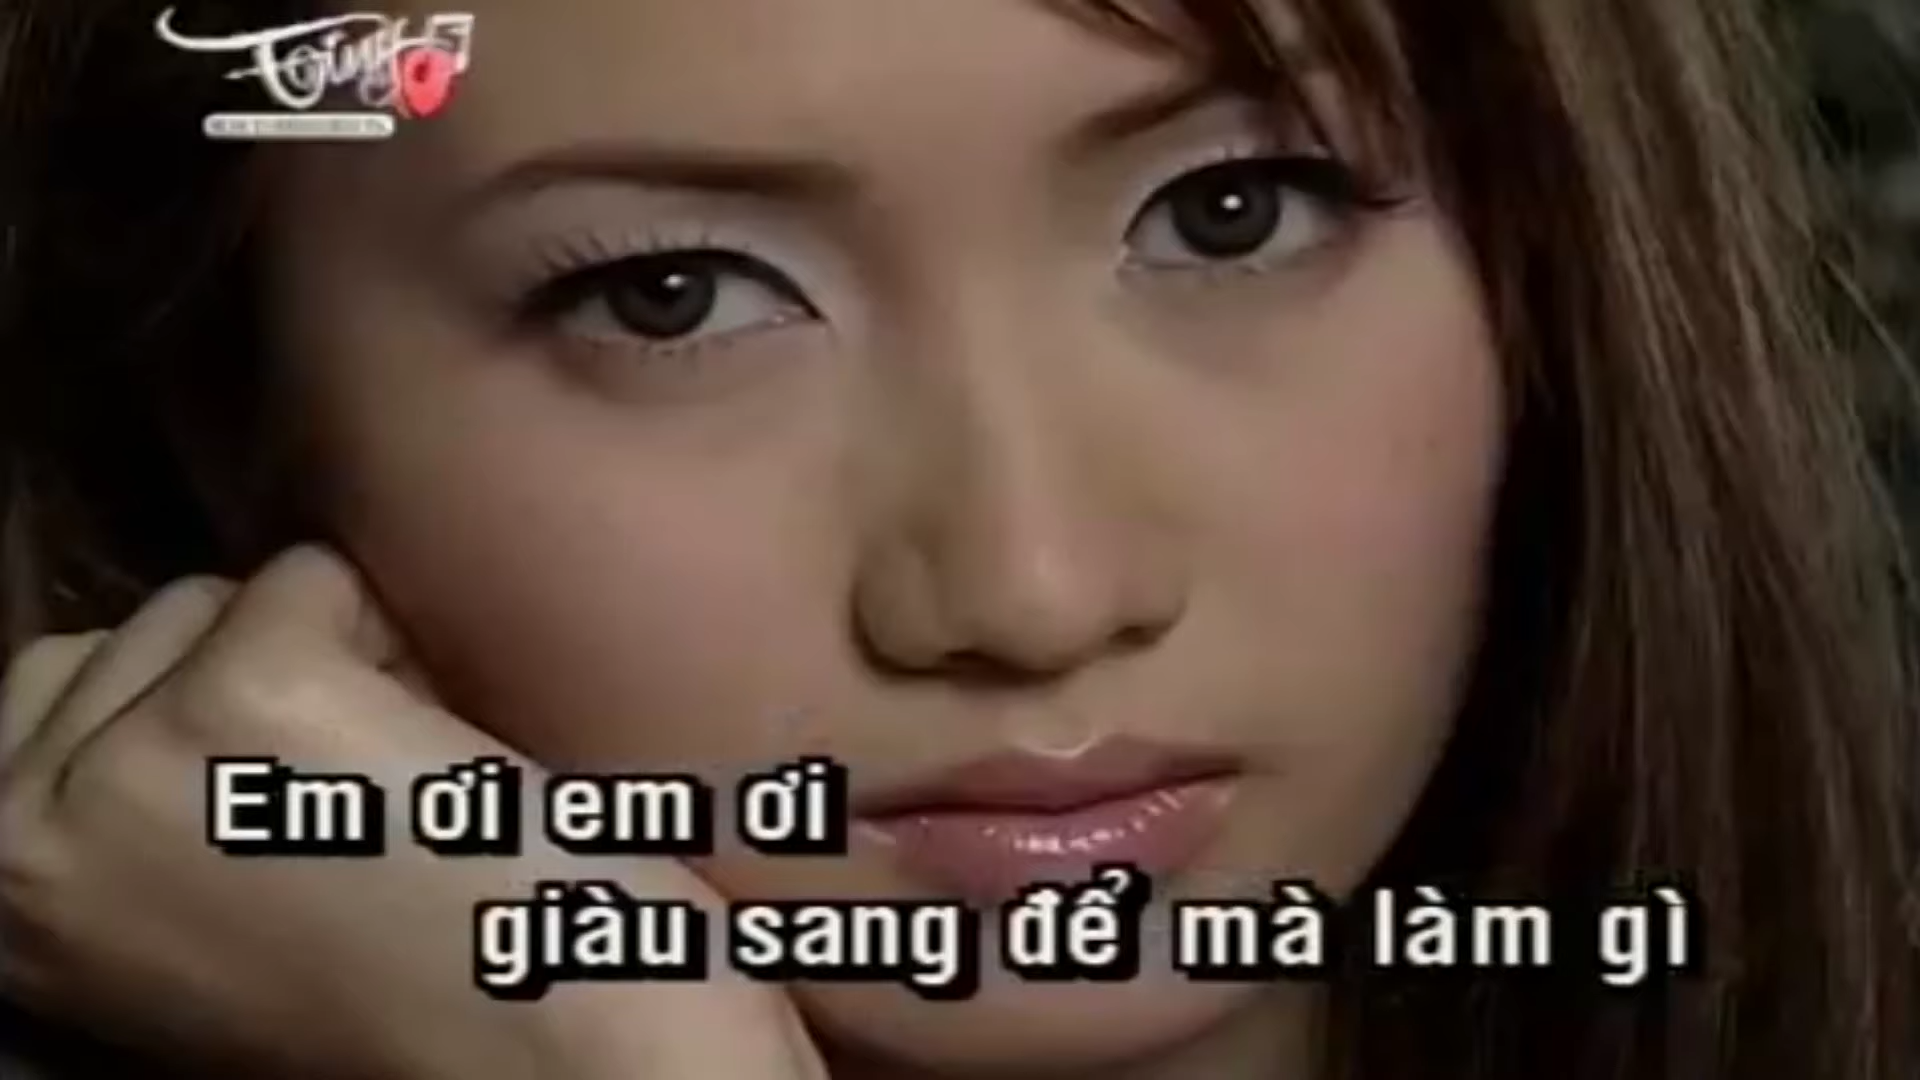 Em ơi em ơi
giàu sang để mà làm gì